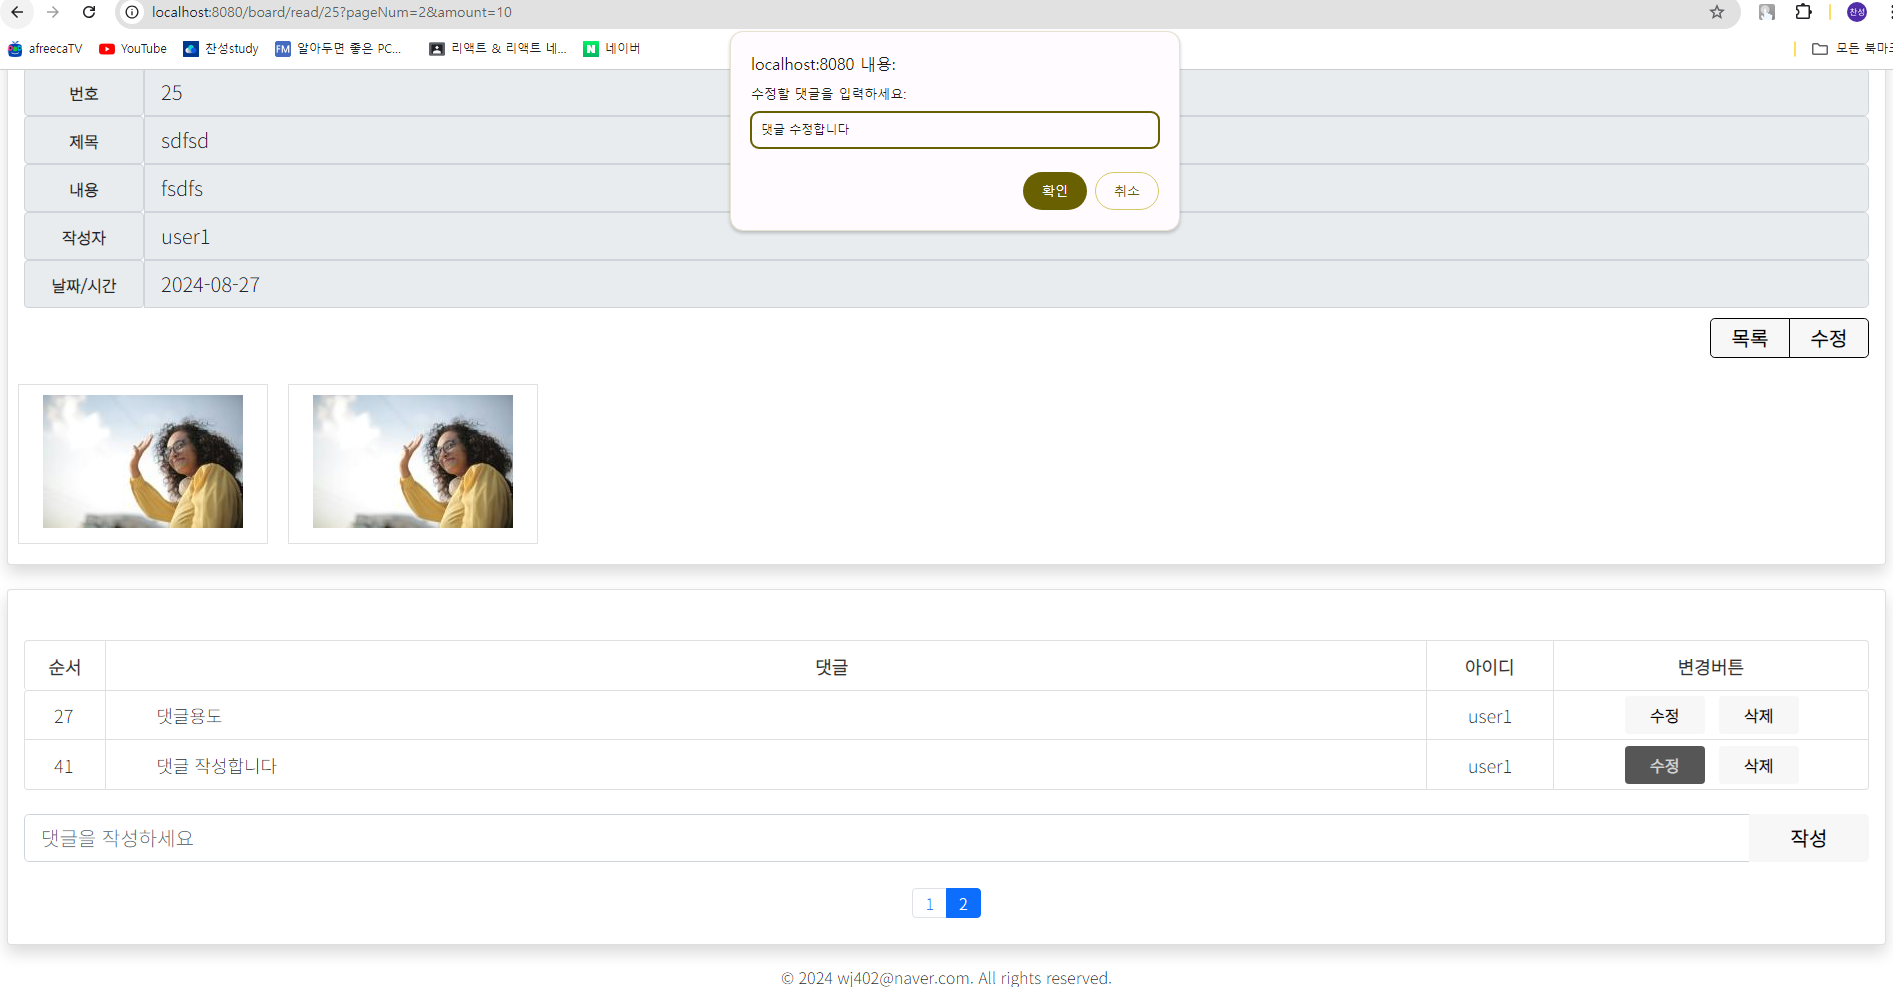 localhost:8080/board/read/25?pageNum=2&amount=10
찬성
afreecaTV YouTube 찬성study FM 알아두면 좋은 PC... 리액트 & 리액트 네... N 네이버 모든 북마크
localhost:8080 내용:
수정할 댓글을 입력하세요:
댓글 수정합니다
확인 취소
번호 25
제목 sdfsd
내용 fsdfs
작성자 user1
날짜/시간 2024-08-27
목록 수정
순서 댓글 아이디 변경버튼
27 댓글용도 user1 수정 삭제
41 댓글 작성합니다 user1 수정 삭제
댓글을 작성하세요 작성
1 2
© 2024 wj402@naver.com. All rights reserved.